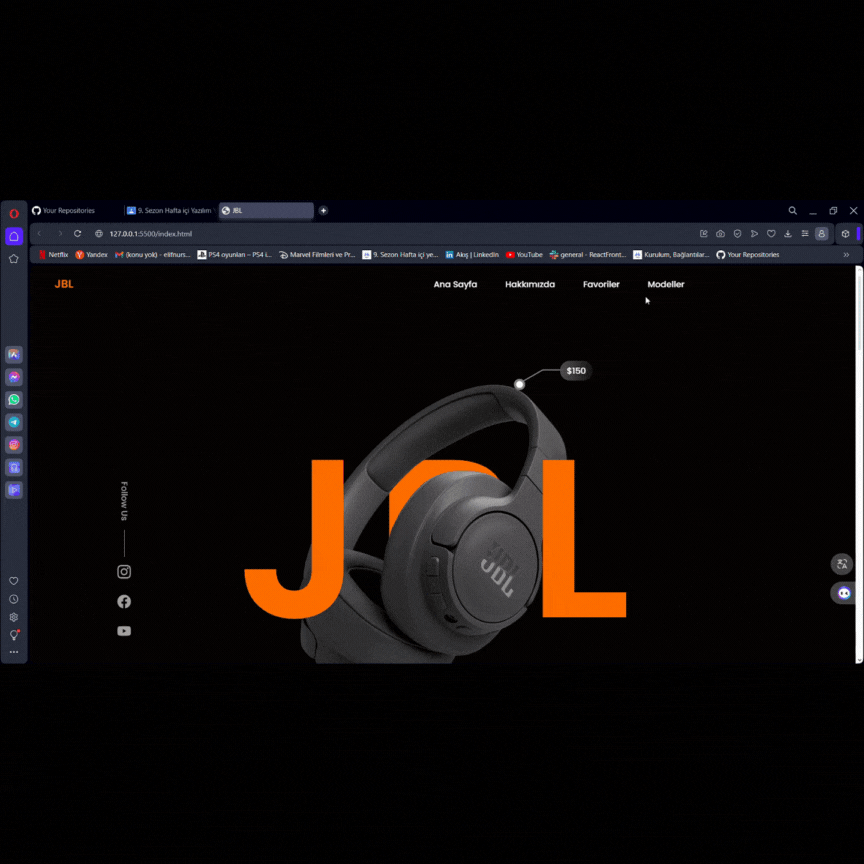 Your Repositories
9. Sezon Hafta içi Yazılım
JBL
127.0.0.1:5500/index.html
Netflix
Yandex
(konu yok) - elifnurs...
PS4 oyunları – PS4 i...
Marvel Filmleri ve Pr...
9. Sezon Hafta içi ye...
Akış | LinkedIn
YouTube
general - ReactFront...
Kurulum, Bağlantılar...
Your Repositories
JBL
Ana Sayfa
Hakkımızda
Favoriler
Modeller
$150
JBL
JBL
Follow Us